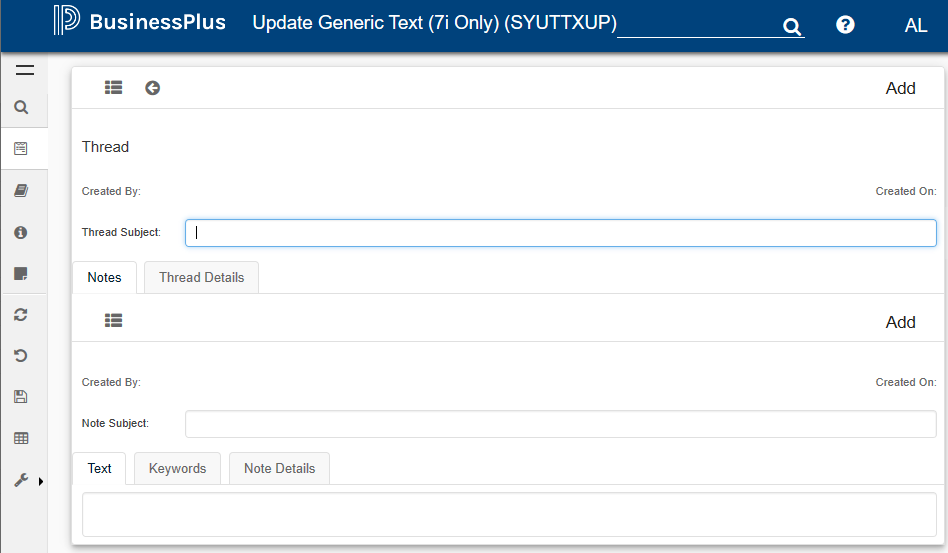 BusinessPlus Update Generic Text (7i Only) (SYUTTXUP) AL
Add
Thread
Created By: Created On:
Thread Subject:
Notes Thread Details
Add
Created By: Created On:
Note Subject:
Text Keywords Note Details